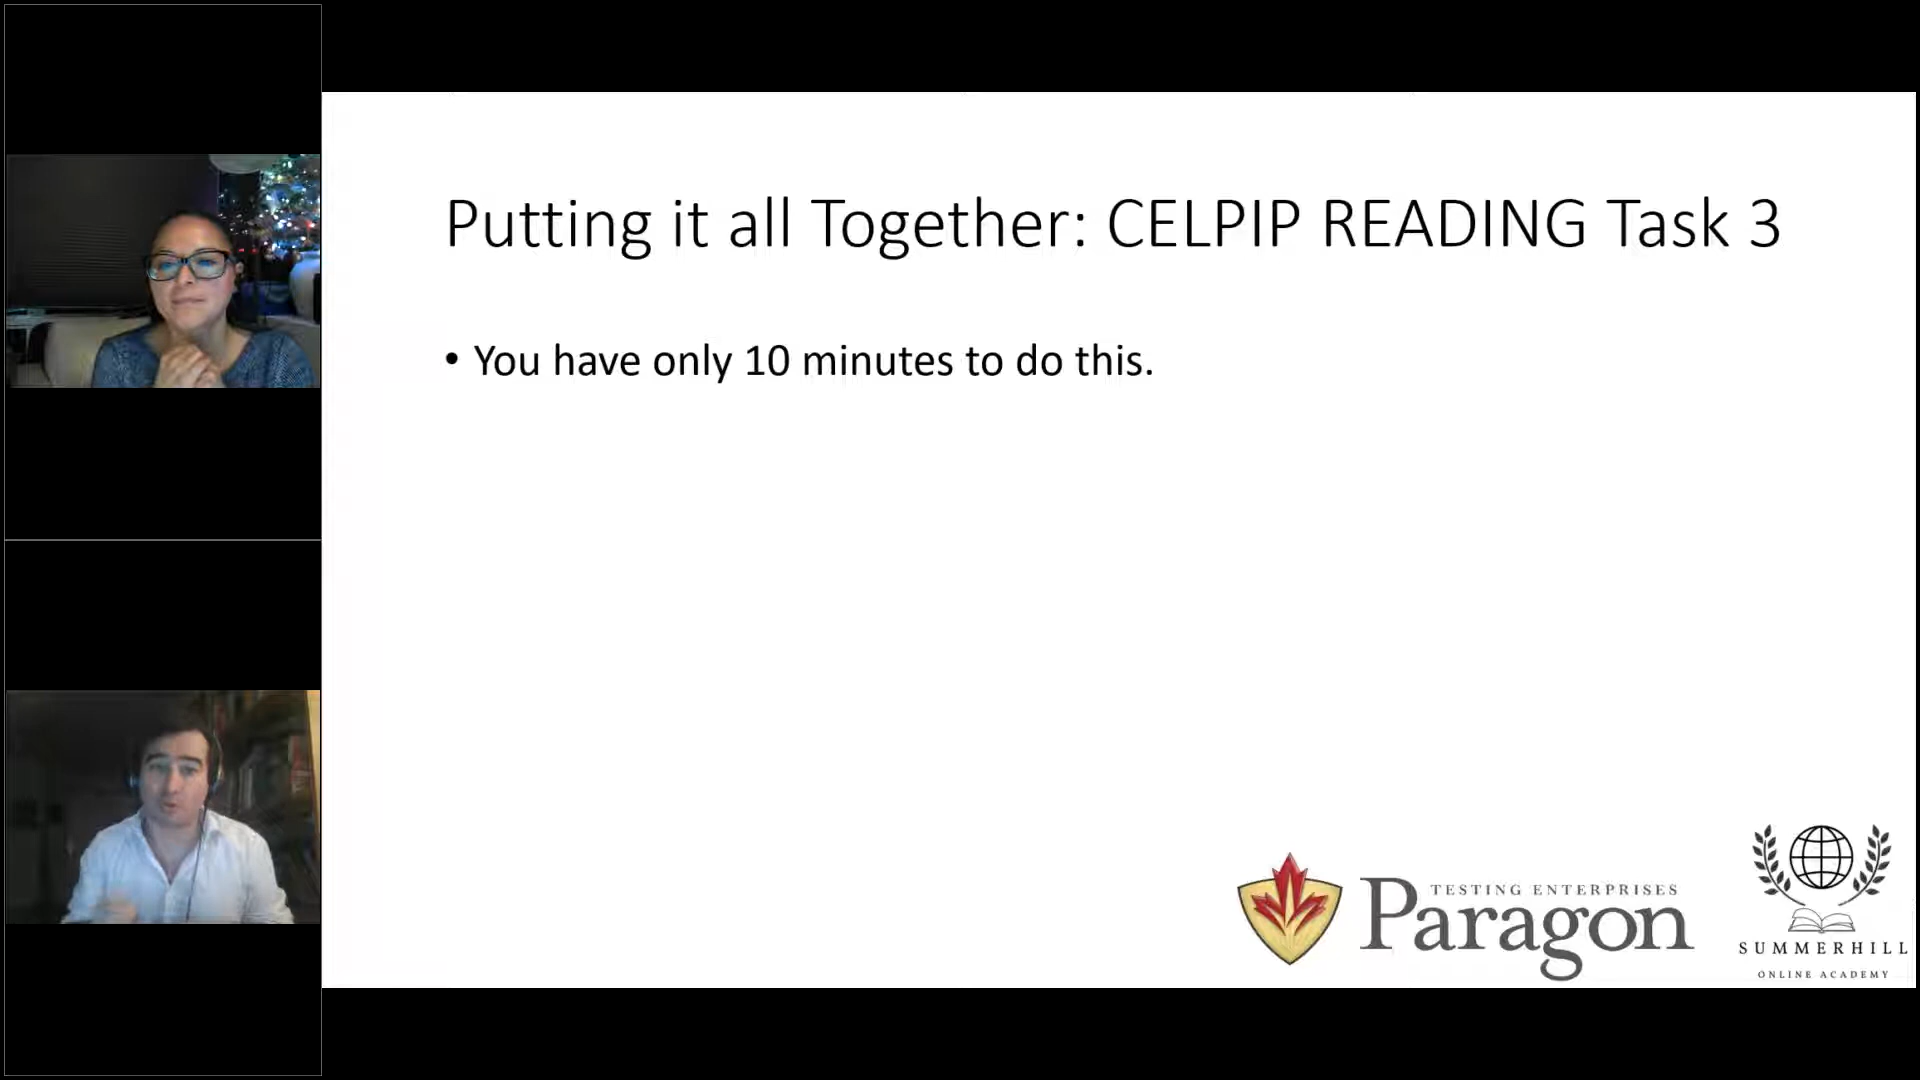 Putting it all Together: CELPIP READING Task 3
• You have only 10 minutes to do this.
TESTING ENTERPRISES
Paragon
SUMMERHILL
ONLINE ACADEMY